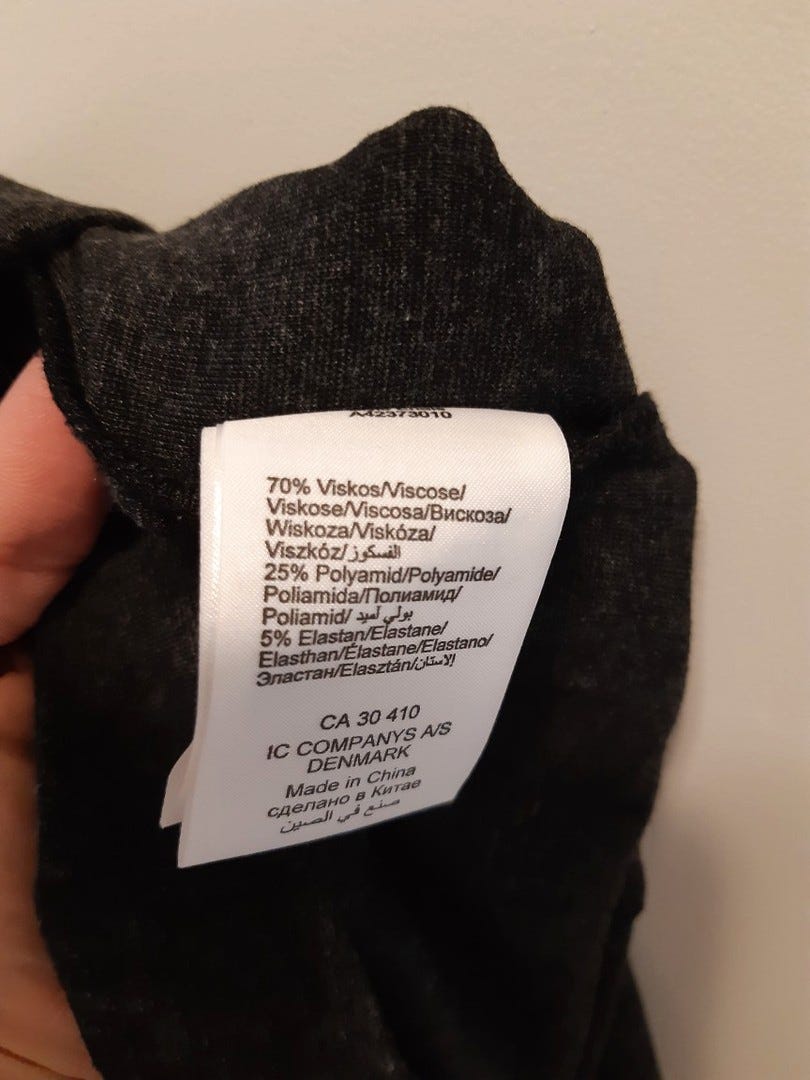 A42373010
70% Viskos/Viscose/
Viskose/Viscosa/Вискоза/
Wiskoza/Viskóza/
Viszkóz/الفسكوز
25% Polyamid/Polyamide/
Poliamida/Полиамид/
Poliamid/بولي أميد
5% Elastan/Elastane/
Elasthan/Élastane/Elastano/
Эластан/Elasztán/الاستان
CA 30 410
IC COMPANYS A/S
DENMARK
Made in China
сделано в Китае
صنع في الصين